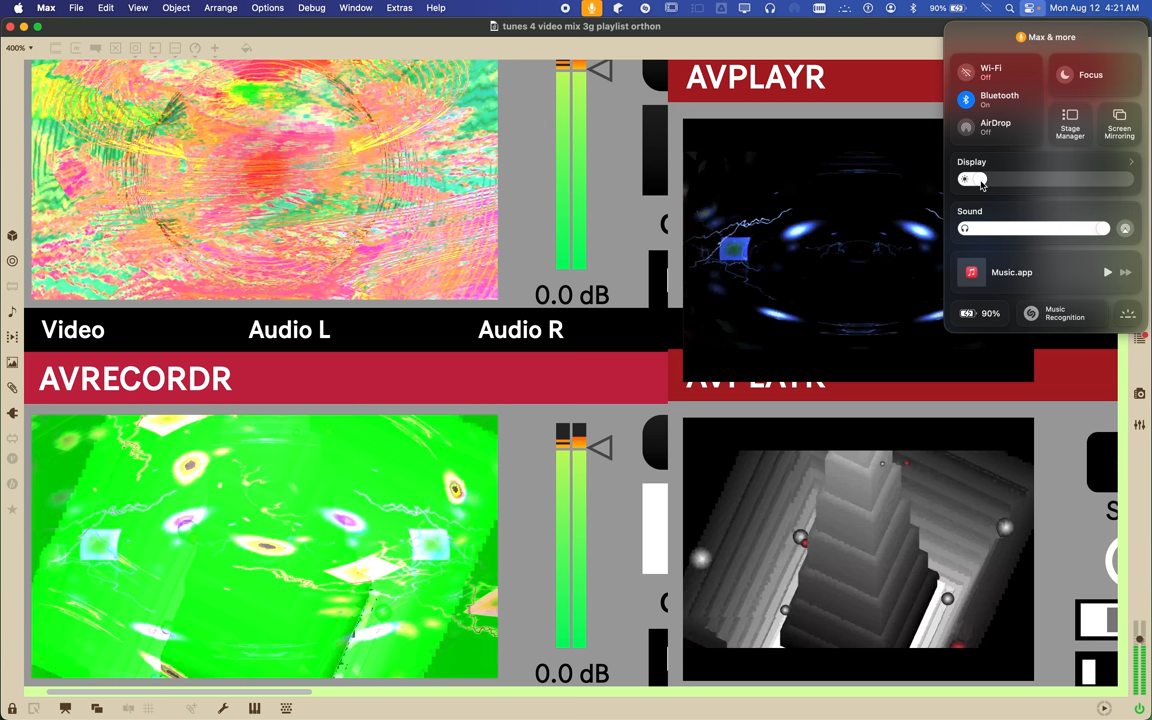 Max File Edit View Object Arrange Options Debug Window Extras Help
90% Mon Aug 12 4:21 AM
tunes 4 video mix 3g playlist orthon
400%
Max & more
Wi-Fi
Off
Bluetooth
On
AirDrop
Off
Focus
Stage
Manager
Screen
Mirroring
Display
Sound
Music.app
90%
Music
Recognition
AVPLAYR
0.0 dB
Video Audio L Audio R
AVRECORDR
AVPLAYR
0.0 dB